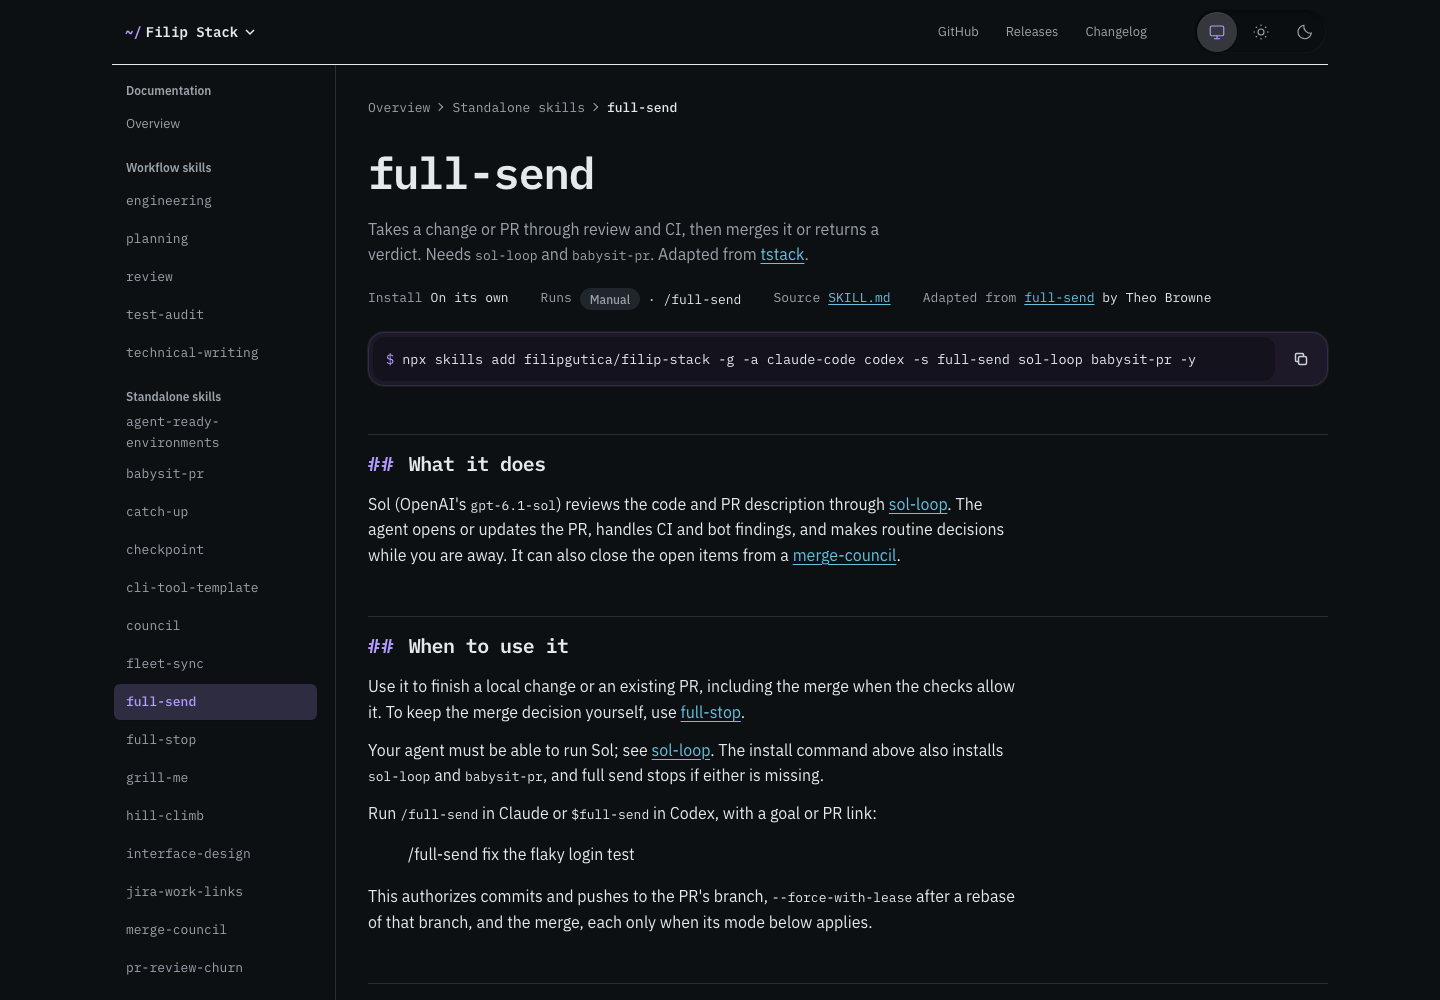 ~/ Filip Stack
GitHub
Releases
Changelog
Documentation
Overview
Workflow skills
engineering
planning
review
test-audit
technical-writing
Standalone skills
agent-ready-
environments
babysit-pr
catch-up
checkpoint
cli-tool-template
council
fleet-sync
full-send
full-stop
grill-me
hill-climb
interface-design
jira-work-links
merge-council
pr-review-churn
Overview > Standalone skills > full-send
full-send
Takes a change or PR through review and CI, then merges it or returns a
verdict. Needs sol-loop and babysit-pr. Adapted from tstack.
Install On its own Runs Manual · /full-send Source SKILL.md Adapted from full-send by Theo Browne
$ npx skills add filipgutica/filip-stack -g -a claude-code codex -s full-send sol-loop babysit-pr -y
## What it does
Sol (OpenAI's gpt-6.1-sol) reviews the code and PR description through sol-loop. The
agent opens or updates the PR, handles CI and bot findings, and makes routine decisions
while you are away. It can also close the open items from a merge-council.
## When to use it
Use it to finish a local change or an existing PR, including the merge when the checks allow
it. To keep the merge decision yourself, use full-stop.
Your agent must be able to run Sol; see sol-loop. The install command above also installs
sol-loop and babysit-pr, and full send stops if either is missing.
Run /full-send in Claude or $full-send in Codex, with a goal or PR link:
/full-send fix the flaky login test
This authorizes commits and pushes to the PR's branch, --force-with-lease after a rebase
of that branch, and the merge, each only when its mode below applies.